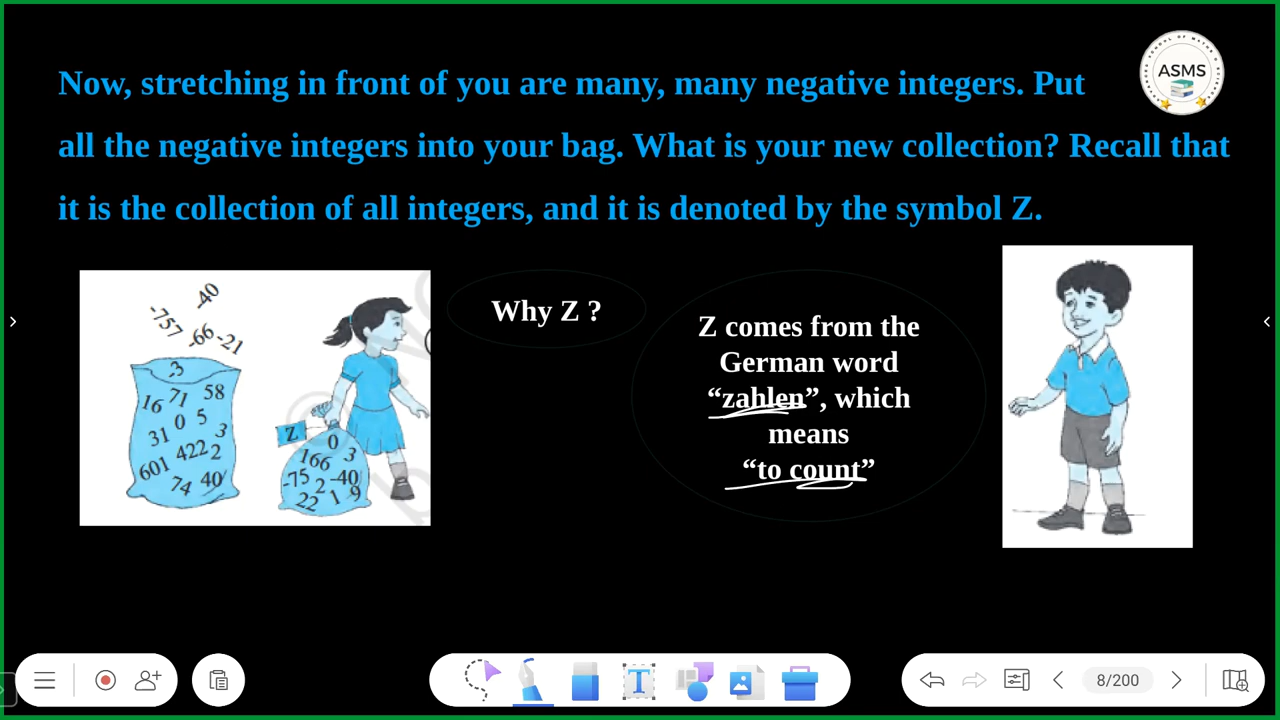 Now, stretching in front of you are many, many negative integers. Put
all the negative integers into your bag. What is your new collection? Recall that
it is the collection of all integers, and it is denoted by the symbol Z.
ASMS
-40
-757
-66 -21
-3
16 71 58
31 0 5
3
601 422 2
74 40
Z
0
166 3
-75 2 -40
22 1 9
Why Z ?
Z comes from the
German word
“zahlen”, which
means
“to count”
T
8/200